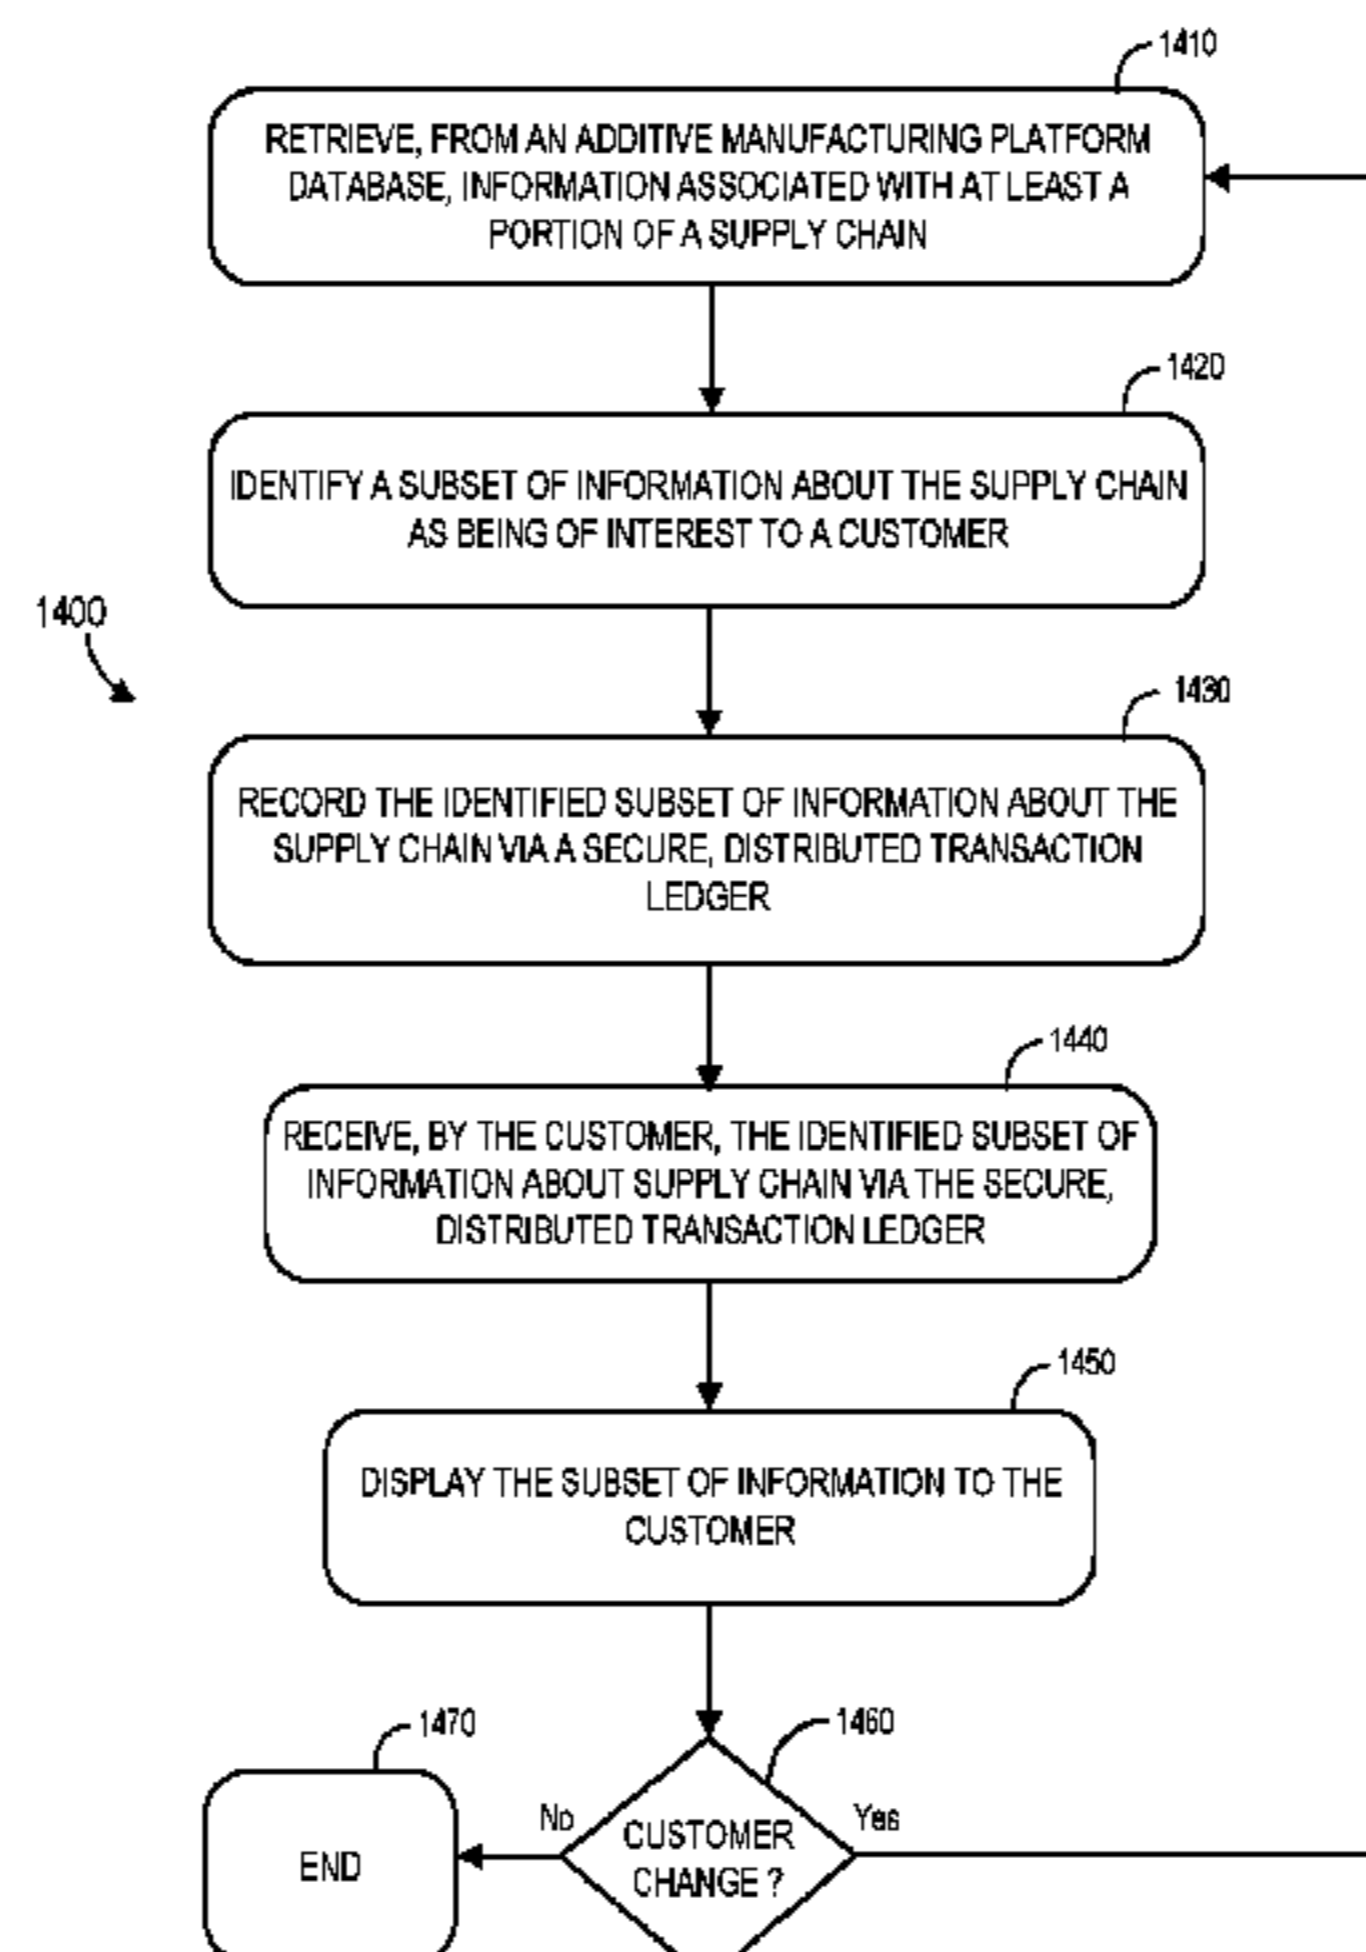 1410
RETRIEVE, FROM AN ADDITIVE MANUFACTURING PLATFORM
DATABASE, INFORMATION ASSOCIATED WITH AT LEAST A
PORTION OF A SUPPLY CHAIN
1420
IDENTIFY A SUBSET OF INFORMATION ABOUT THE SUPPLY CHAIN
AS BEING OF INTEREST TO A CUSTOMER
1400
1430
RECORD THE IDENTIFIED SUBSET OF INFORMATION ABOUT THE
SUPPLY CHAIN VIA A SECURE, DISTRIBUTED TRANSACTION
LEDGER
1440
RECEIVE, BY THE CUSTOMER, THE IDENTIFIED SUBSET OF
INFORMATION ABOUT SUPPLY CHAIN VIA THE SECURE,
DISTRIBUTED TRANSACTION LEDGER
1450
DISPLAY THE SUBSET OF INFORMATION TO THE
CUSTOMER
1470
1460
No
Yes
CUSTOMER
CHANGE ?
END